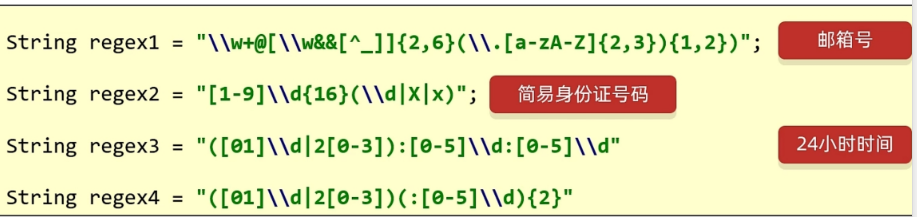 String regex1 = "\\w+@[\\w&&[^_]]{2,6}(\\.[a-zA-Z]{2,3}){1,2})"; 邮箱号
String regex2 = "[1-9]\\d{16}(\\d|X|x)"; 简易身份证号码
String regex3 = "([01]\\d|2[0-3]):[0-5]\\d:[0-5]\\d" 24小时时间
String regex4 = "([01]\\d|2[0-3])(:[0-5]\\d){2}"